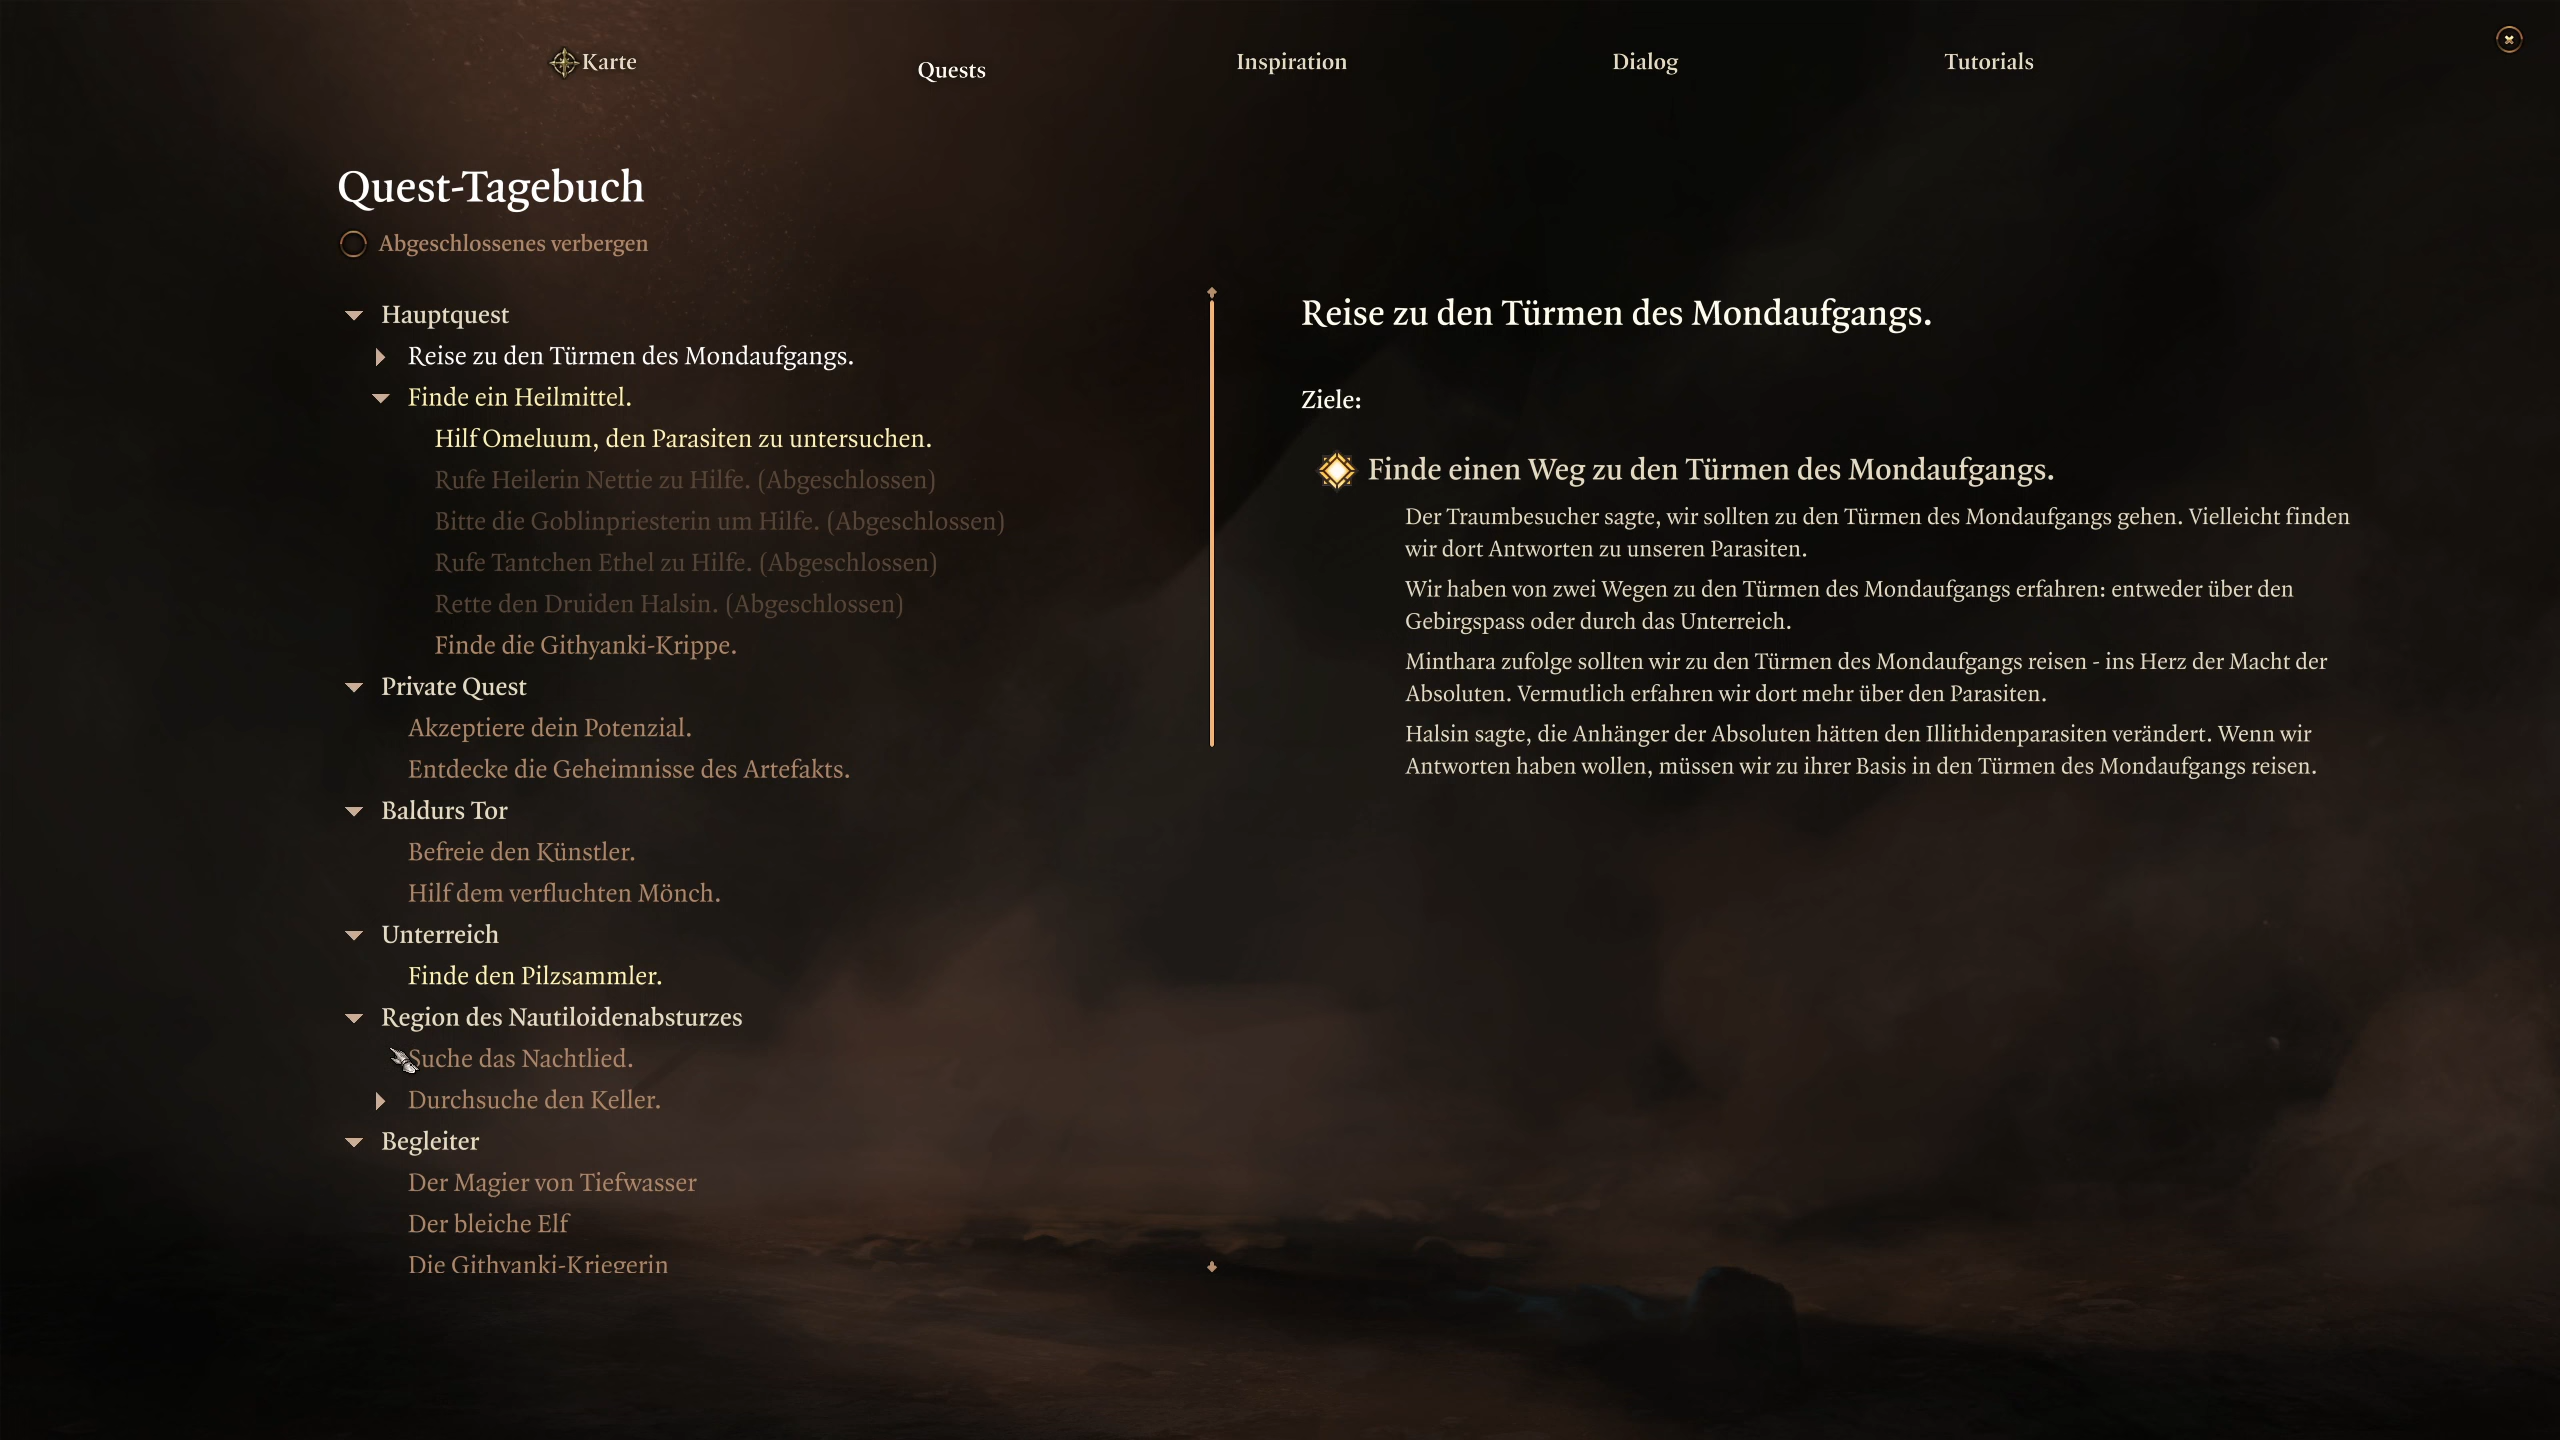 Karte
Quests
Inspiration
Dialog
Tutorials
Quest-Tagebuch
Abgeschlossenes verbergen
Hauptquest
Reise zu den Türmen des Mondaufgangs.
Finde ein Heilmittel.
Hilf Omeluum, den Parasiten zu untersuchen.
Rufe Heilerin Nettie zu Hilfe. (Abgeschlossen)
Bitte die Goblinpriesterin um Hilfe. (Abgeschlossen)
Rufe Tantchen Ethel zu Hilfe. (Abgeschlossen)
Rette den Druiden Halsin. (Abgeschlossen)
Finde die Githyanki-Krippe.
Private Quest
Akzeptiere dein Potenzial.
Entdecke die Geheimnisse des Artefakts.
Baldurs Tor
Befreie den Künstler.
Hilf dem verfluchten Mönch.
Unterreich
Finde den Pilzsammler.
Region des Nautiloidenabsturzes
Suche das Nachtlied.
Durchsuche den Keller.
Begleiter
Der Magier von Tiefwasser
Der bleiche Elf
Die Githyanki-Kriegerin
Reise zu den Türmen des Mondaufgangs.
Ziele:
Finde einen Weg zu den Türmen des Mondaufgangs.
Der Traumbesucher sagte, wir sollten zu den Türmen des Mondaufgangs gehen. Vielleicht finden
wir dort Antworten zu unseren Parasiten.
Wir haben von zwei Wegen zu den Türmen des Mondaufgangs erfahren: entweder über den
Gebirgspass oder durch das Unterreich.
Minthara zufolge sollten wir zu den Türmen des Mondaufgangs reisen - ins Herz der Macht der
Absoluten. Vermutlich erfahren wir dort mehr über den Parasiten.
Halsin sagte, die Anhänger der Absoluten hätten den Illithidenparasiten verändert. Wenn wir
Antworten haben wollen, müssen wir zu ihrer Basis in den Türmen des Mondaufgangs reisen.